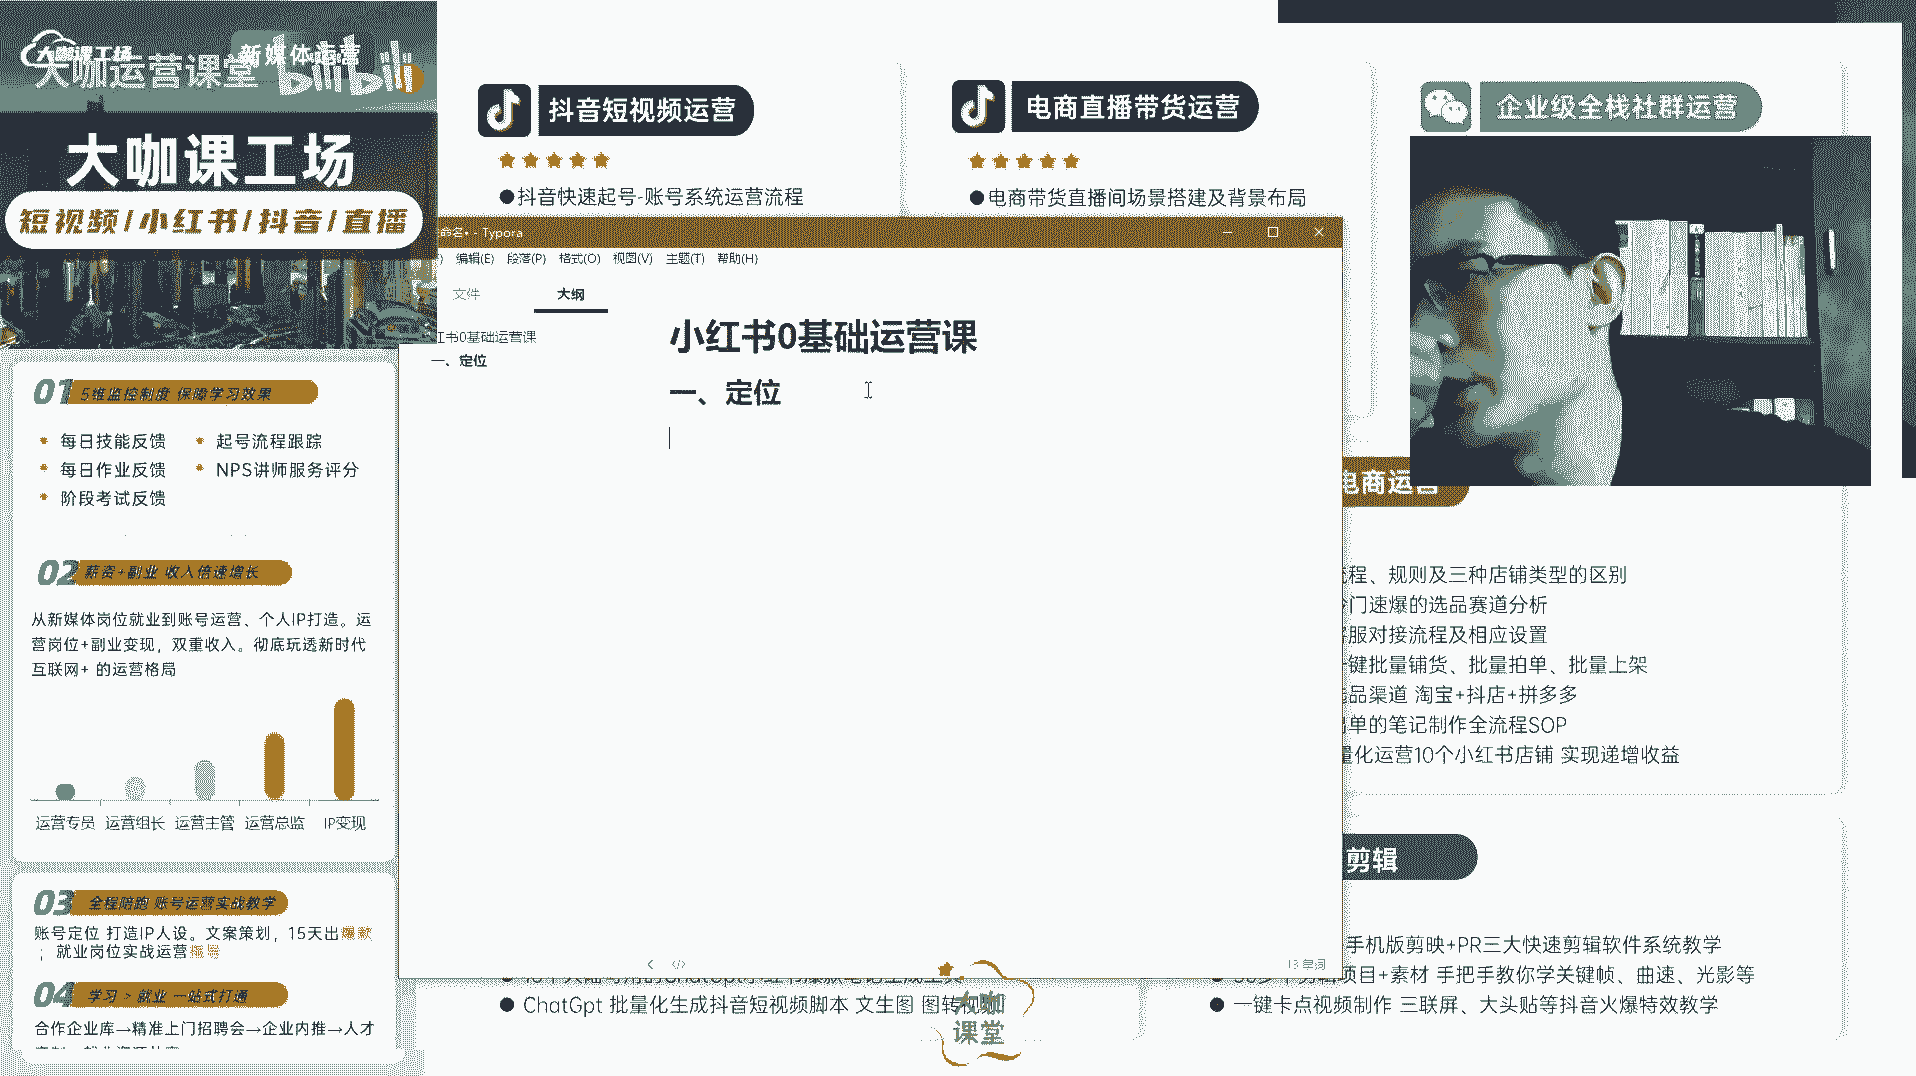 大咖课工场
新媒体运营
大咖运营课堂
bilibili
大咖课工场
短视频/小红书/抖音/直播
01 5维监控制度 保障学习效果
每日技能反馈
起号流程跟踪
每日作业反馈
NPS讲师服务评分
阶段考试反馈
02 薪资+副业 收入倍速增长
从新媒体岗位就业到账号运营、个人IP打造。运
营岗位+副业变现，双重收入。彻底玩透新时代
互联网+ 的运营格局
运营专员 运营组长 运营主管 运营总监 IP变现
03 全程陪跑 账号运营实战教学
账号定位 打造IP人设。文案策划，15天出爆款
；就业岗位实战运营
04 学习 > 就业 一站式打通
合作企业库→精准上门招聘会→企业内推→人才
抖音短视频运营
●抖音快速起号-账号系统运营流程
电商直播带货运营
●电商带货直播间场景搭建及背景布局
企业级全栈社群运营
命名• - Typora
编辑(E) 段落(P) 格式(O) 视图(V) 主题(T) 帮助(H)
文件 大纲
书0基础运营课
一、定位
小红书0基础运营课
一、定位
13 单词
电商运营
程、规则及三种店铺类型的区别
门速爆的选品赛道分析
服对接流程及相应设置
键批量铺货、批量拍单、批量上架
品渠道 淘宝+抖店+拼多多
单的笔记制作全流程SOP
量化运营10个小红书店铺 实现递增收益
剪辑
手机版剪映+PR三大快速剪辑软件系统教学
项目+素材 手把手教你学关键帧、曲速、光影等
● 一键卡点视频制作 三联屏、大头贴等抖音火爆特效教学
● ChatGpt 批量化生成抖音短视频脚本 文生图 图转视频
大咖
课堂